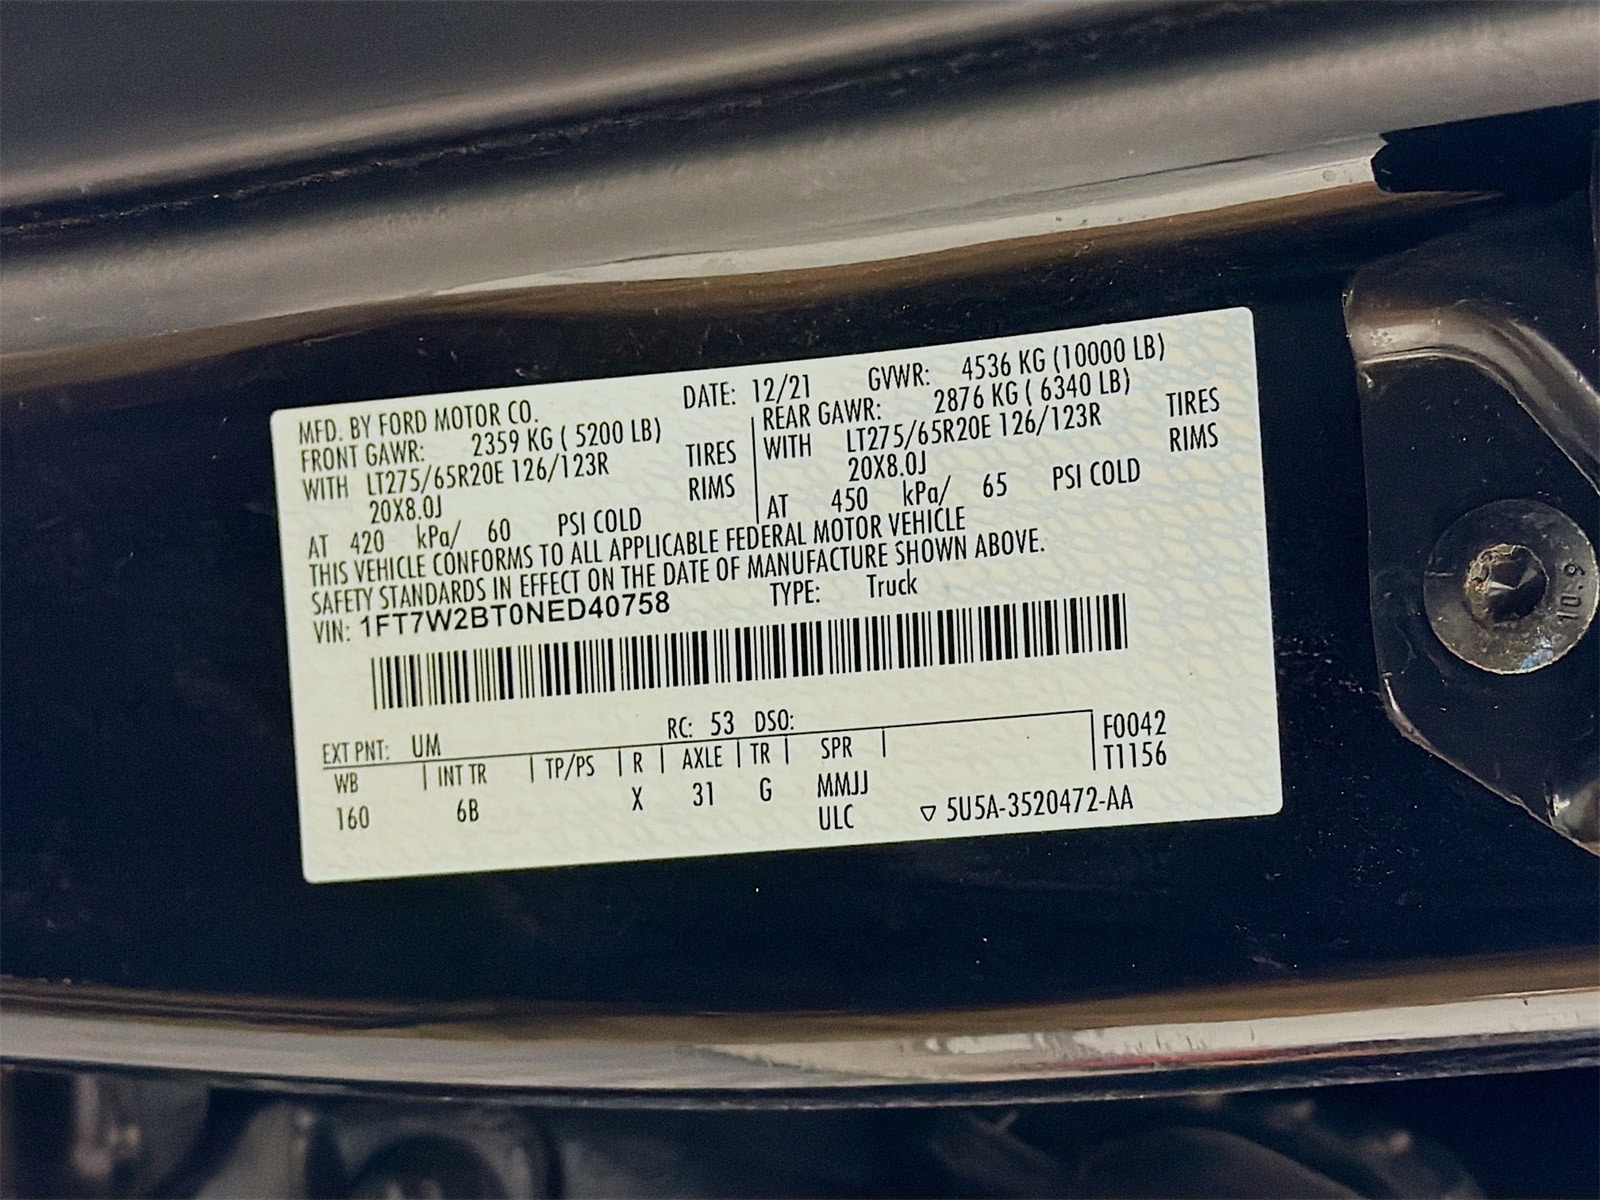 MFD. BY FORD MOTOR CO. DATE: 12/21 GVWR: 4536 KG (10000 LB)
FRONT GAWR: 2359 KG ( 5200 LB) REAR GAWR: 2876 KG ( 6340 LB)
WITH LT275/65R20E 126/123R TIRES WITH LT275/65R20E 126/123R TIRES
20X8.0J RIMS 20X8.0J RIMS
AT 420 kPa/ 60 PSI COLD AT 450 kPa/ 65 PSI COLD
THIS VEHICLE CONFORMS TO ALL APPLICABLE FEDERAL MOTOR VEHICLE
SAFETY STANDARDS IN EFFECT ON THE DATE OF MANUFACTURE SHOWN ABOVE.
VIN: 1FT7W2BT0NED40758 TYPE: Truck
EXT PNT: UM RC: 53 DSO: F0042
WB INT TR TP/PS R AXLE TR SPR T1156
160 6B X 31 G MMJJ
ULC ▽ 5U5A-3520472-AA
10.9